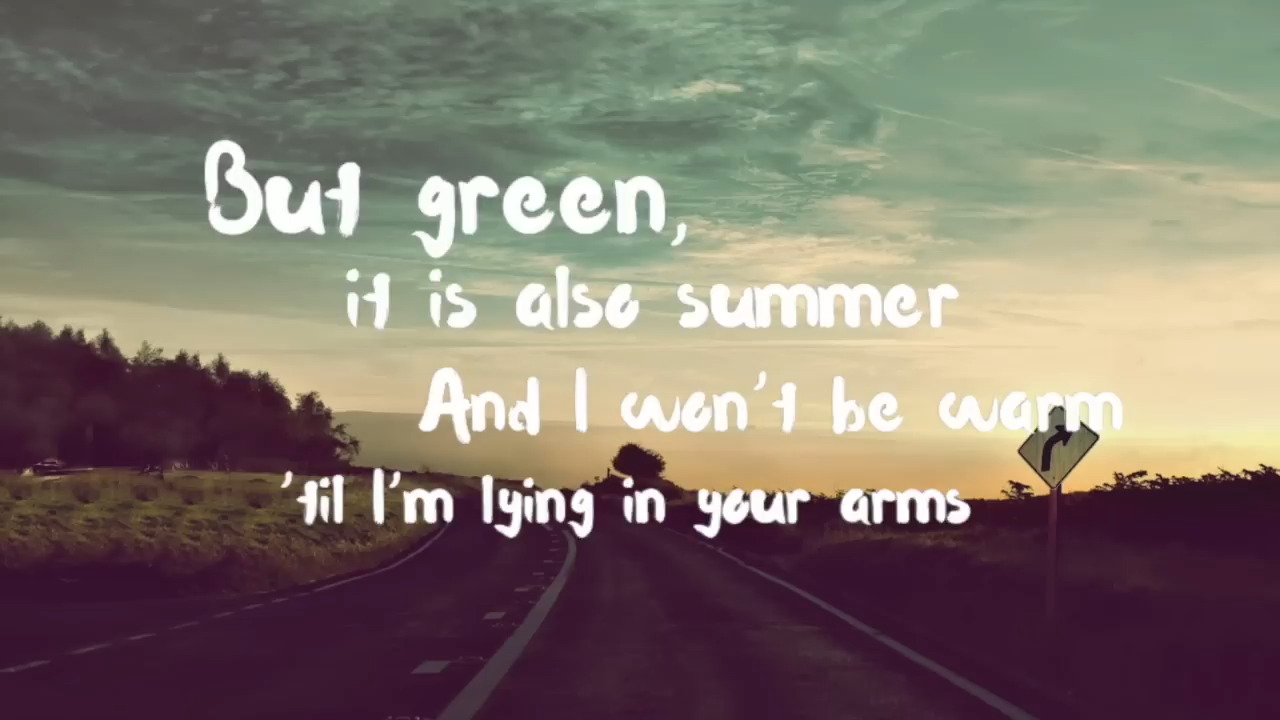 But green,
it is also summer
And I won't be warm
'til I'm lying in your arms